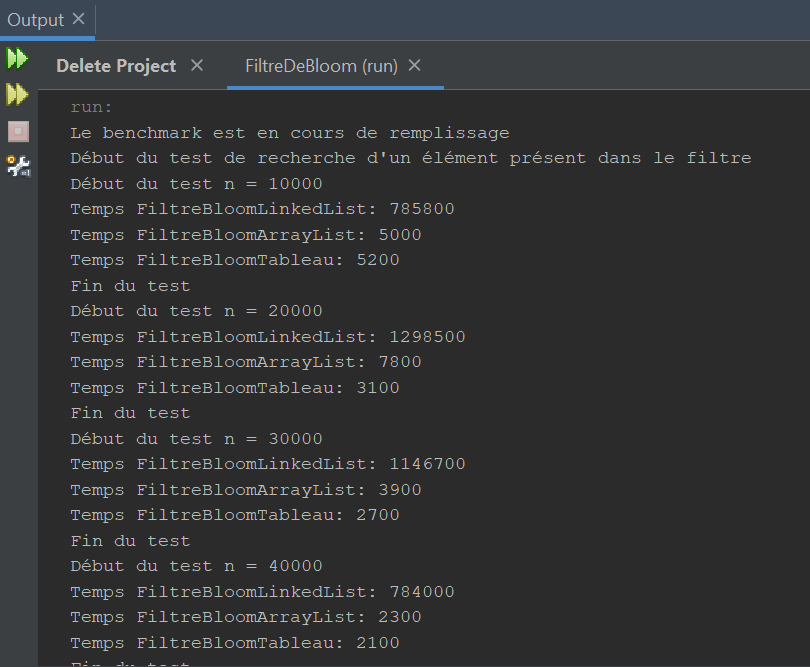 Output
Delete Project
FiltreDeBloom (run)
run:
Le benchmark est en cours de remplissage
Début du test de recherche d'un élément présent dans le filtre
Début du test n = 10000
Temps FiltreBloomLinkedList: 785800
Temps FiltreBloomArrayList: 5000
Temps FiltreBloomTableau: 5200
Fin du test
Début du test n = 20000
Temps FiltreBloomLinkedList: 1298500
Temps FiltreBloomArrayList: 7800
Temps FiltreBloomTableau: 3100
Fin du test
Début du test n = 30000
Temps FiltreBloomLinkedList: 1146700
Temps FiltreBloomArrayList: 3900
Temps FiltreBloomTableau: 2700
Fin du test
Début du test n = 40000
Temps FiltreBloomLinkedList: 784000
Temps FiltreBloomArrayList: 2300
Temps FiltreBloomTableau: 2100
Fin du test